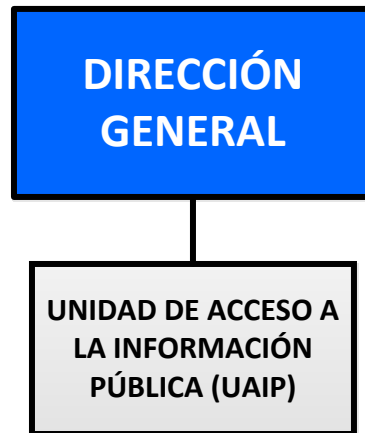 DIRECCIÓN
GENERAL
UNIDAD DE ACCESO A
LA INFORMACIÓN
PÚBLICA (UAIP)